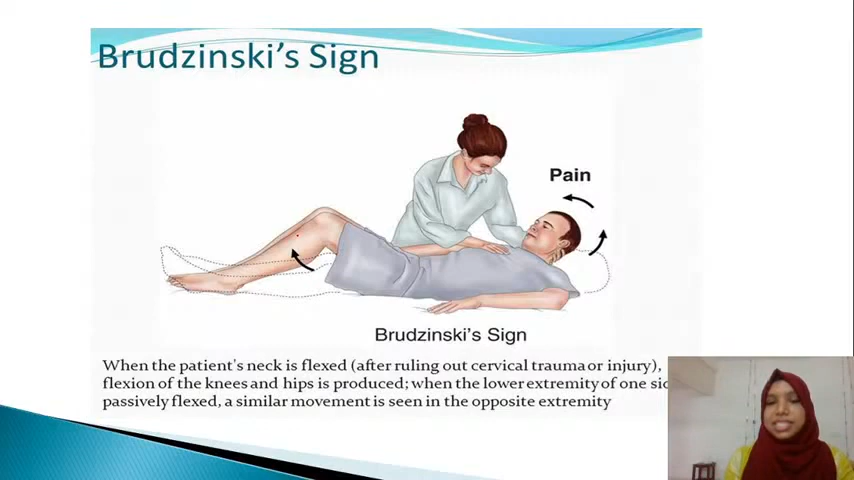 Brudzinski's Sign
Pain
Brudzinski's Sign
When the patient's neck is flexed (after ruling out cervical trauma or injury),
flexion of the knees and hips is produced; when the lower extremity of one
passively flexed, a similar movement is seen in the opposite extremity